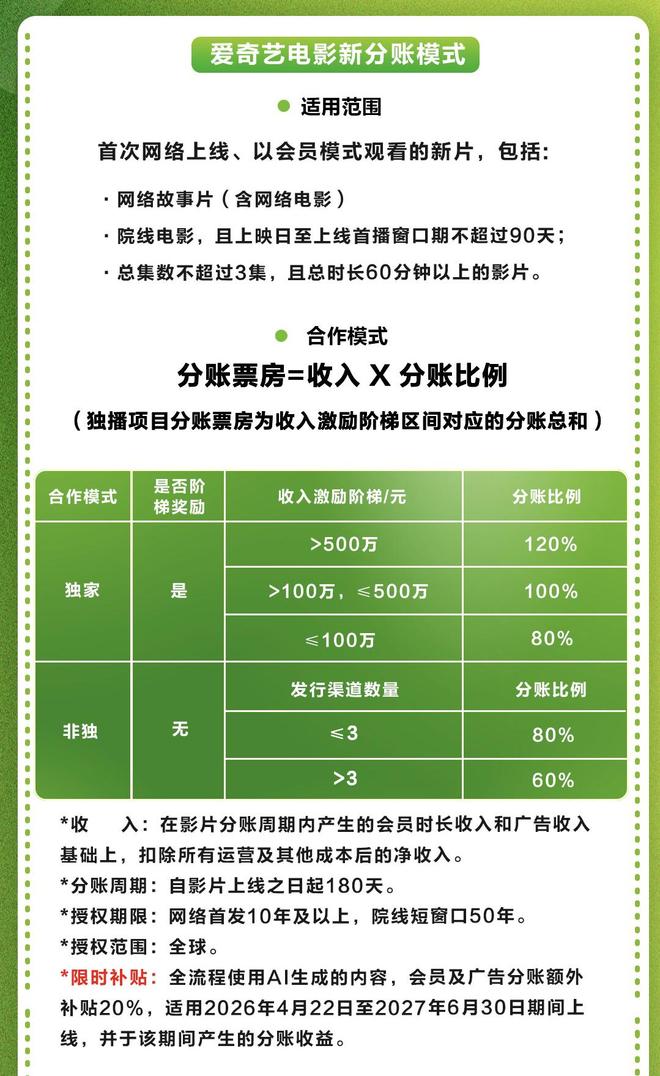 爱奇艺电影新分账模式
适用范围
首次网络上线、以会员模式观看的新片，包括:
· 网络故事片（含网络电影）
· 院线电影，且上映日至上线首播窗口期不超过90天；
· 总集数不超过3集，且总时长60分钟以上的影片。
合作模式
分账票房=收入 X 分账比例
（独播项目分账票房为收入激励阶梯区间对应的分账总和）
合作模式 是否阶梯奖励 收入激励阶梯/元 分账比例
独家 是 >500万 120%
>100万，≤500万 100%
≤100万 80%
非独 无 发行渠道数量 分账比例
≤3 80%
>3 60%
*收 入：在影片分账周期内产生的会员时长收入和广告收入
基础上，扣除所有运营及其他成本后的净收入。
*分账周期：自影片上线之日起180天。
*授权期限：网络首发10年及以上，院线短窗口50年。
*授权范围：全球。
*限时补贴：全流程使用AI生成的内容，会员及广告分账额外
补贴20%，适用2026年4月22日至2027年6月30日期间上
线，并于该期间产生的分账收益。